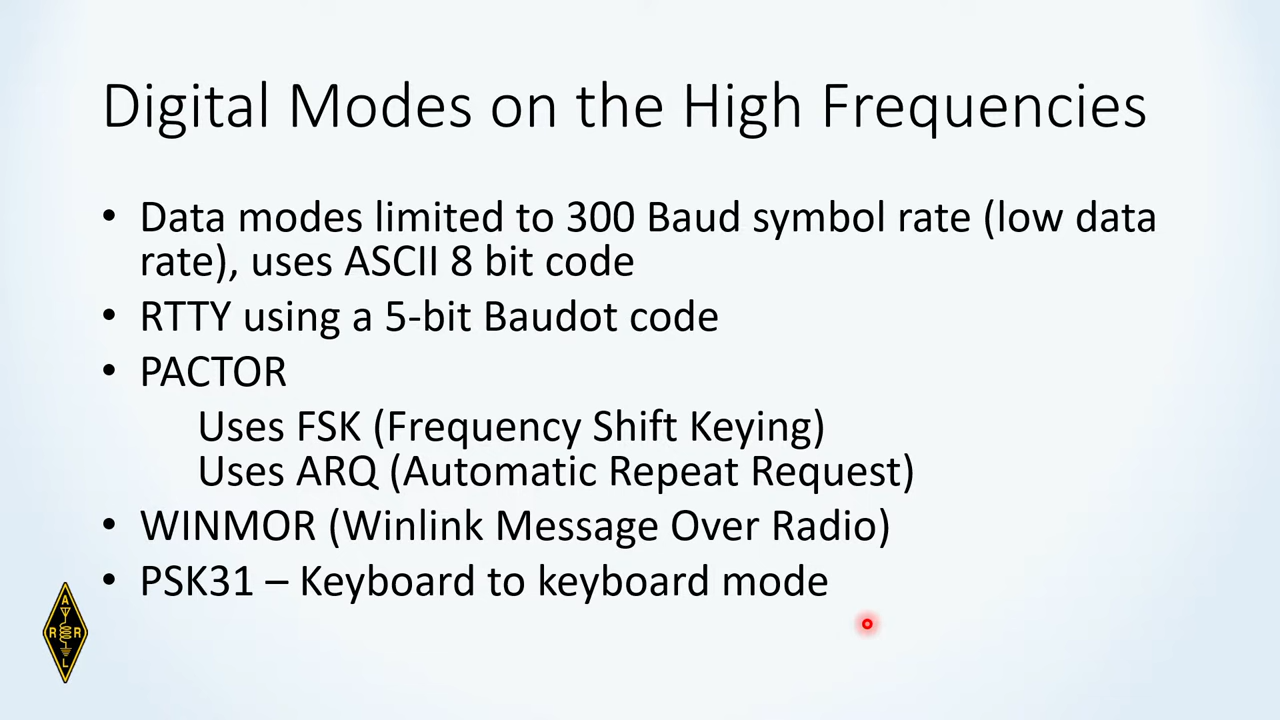 Digital Modes on the High Frequencies
• Data modes limited to 300 Baud symbol rate (low data
rate), uses ASCII 8 bit code
• RTTY using a 5-bit Baudot code
• PACTOR
Uses FSK (Frequency Shift Keying)
Uses ARQ (Automatic Repeat Request)
• WINMOR (Winlink Message Over Radio)
• PSK31 – Keyboard to keyboard mode
A
R R
L